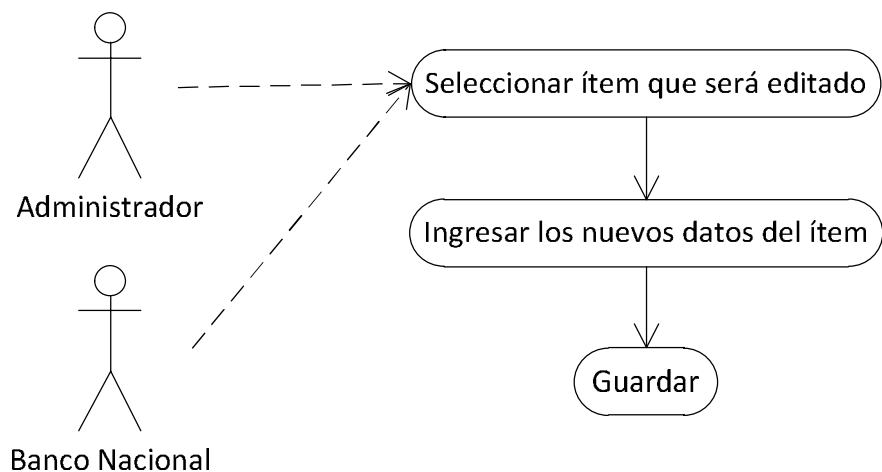 Seleccionar ítem que será editado
Administrador
Ingresar los nuevos datos del ítem
Guardar
Banco Nacional